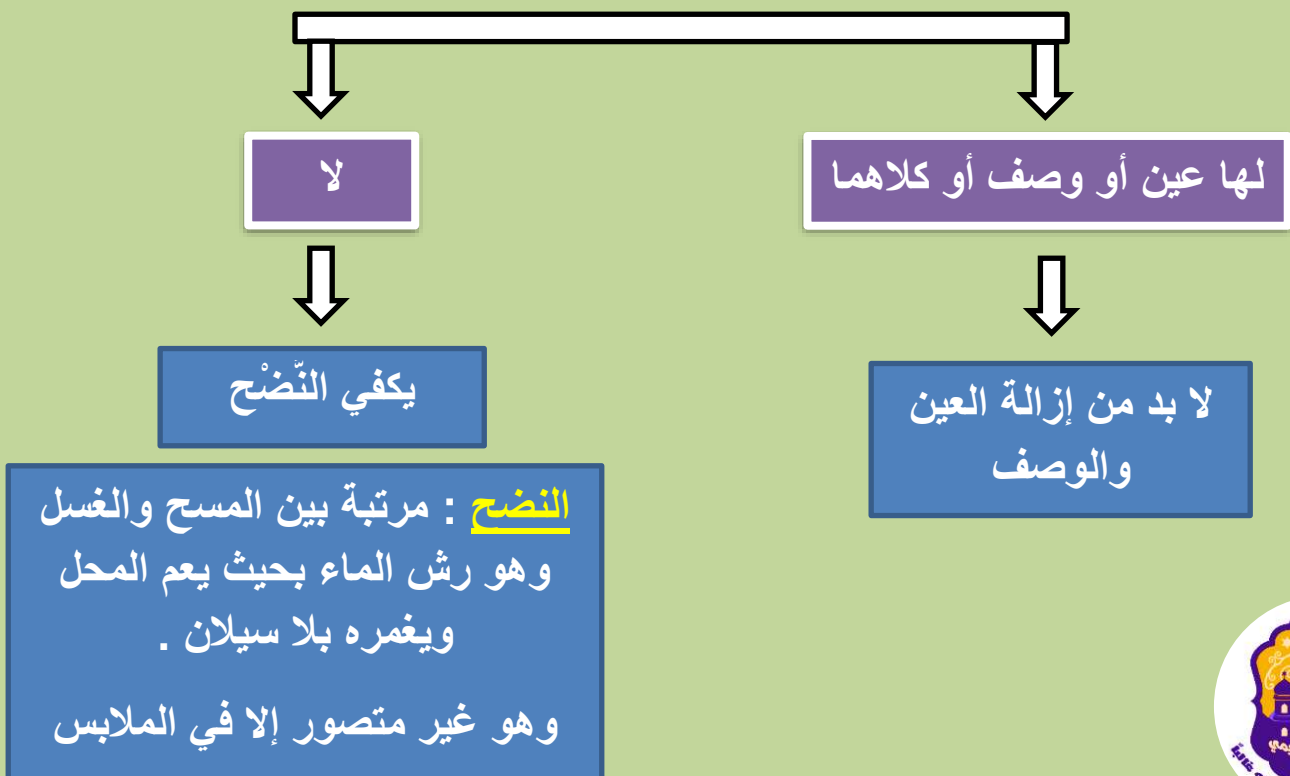 لها عين أو وصف أو كلاهما
لا
لا بد من إزالة العين
والوصف
يكفي النَّضْح
النضح : مرتبة بين المسح والغسل
وهو رش الماء بحيث يعم المحل
ويغمره بلا سيلان .
وهو غير متصور إلا في الملابس